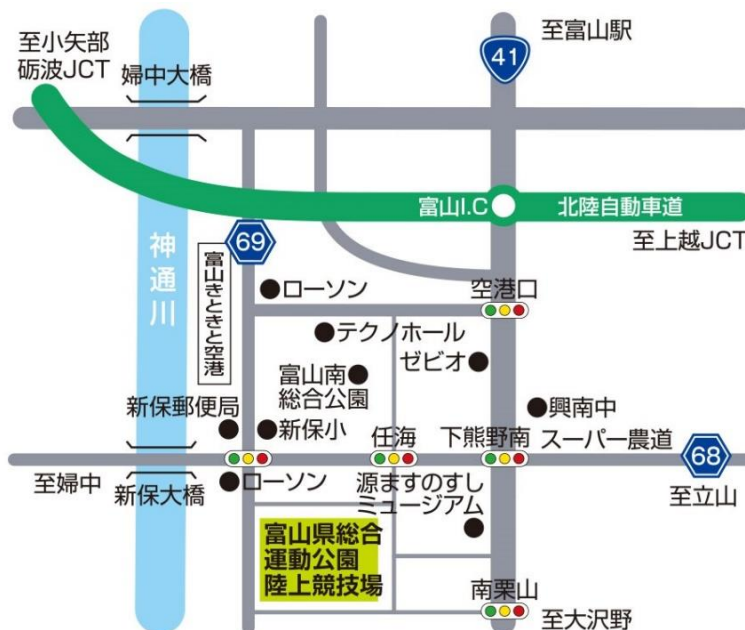 至小矢部
砺波JCT
婦中大橋
41
至富山駅
富山I.C
北陸自動車道
至上越JCT
神通川
69
富山きときと空港
ローソン
空港口
テクノホール
ゼビオ
富山南
総合公園
興南中
新保郵便局
新保小
任海
下熊野南
スーパー農道
68
至婦中
新保大橋
ローソン
源ますのすし
ミュージアム
至立山
富山県総合
運動公園
陸上競技場
南栗山
至大沢野